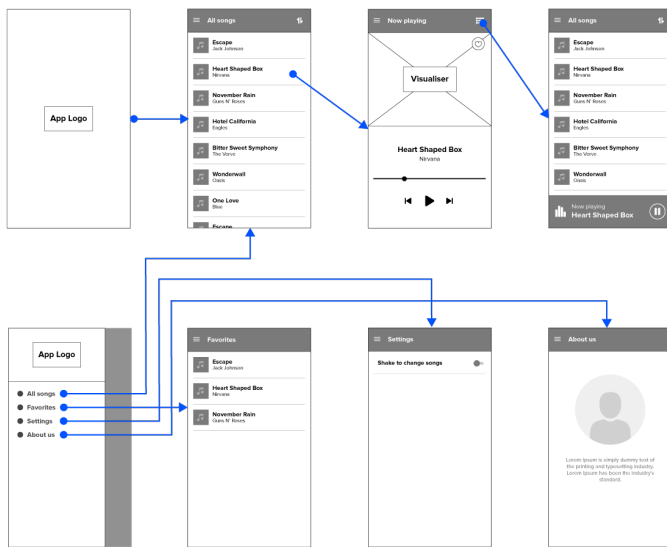 App Logo
All songs
Escape
Jack Johnson
Heart Shaped Box
Nirvana
November Rain
Guns N' Roses
Hotel California
Eagles
Bitter Sweet Symphony
The Verve
Wonderwall
Oasis
One Love
Blue
Escape
Now playing
Visualiser
Heart Shaped Box
Nirvana
All songs
Escape
Jack Johnson
Heart Shaped Box
Nirvana
November Rain
Guns N' Roses
Hotel California
Eagles
Bitter Sweet Symphony
The Verve
Wonderwall
Oasis
Now playing
Heart Shaped Box
App Logo
All songs
Favorites
Settings
About us
Favorites
Escape
Jack Johnson
Heart Shaped Box
Nirvana
November Rain
Guns N' Roses
Settings
Shake to change songs
About us
Lorem Ipsum is simply dummy text of
the printing and typesetting industry.
Lorem Ipsum has been the industry's
standard.